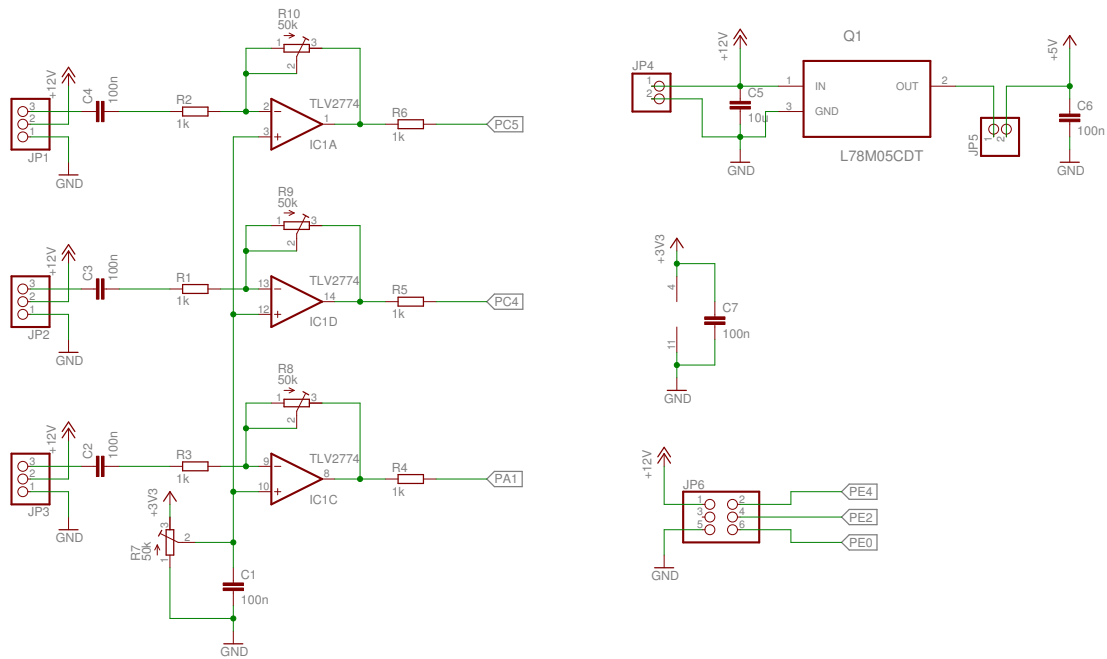 R10
50k
1 3
2
+12V
C4
100n
3
2
1
JP1
GND
R2
1k
2
3
TLV2774
1
IC1A
R6
1k
PC5
R9
50k
1 3
2
+12V
C3
100n
3
2
1
JP2
GND
R1
1k
13
12
TLV2774
14
IC1D
R5
1k
PC4
R8
50k
1 3
2
+12V
C2
100n
3
2
1
JP3
GND
R3
1k
9
10
TLV2774
8
IC1C
R4
1k
PA1
+3V3
R7
50k
3
2
1
C1
100n
GND
+12V
JP4
1
2
C5
10u
GND
Q1
1 IN
3 GND
OUT 2
L78M05CDT
JP5
1
2
+5V
C6
100n
GND
+3V3
4
11
C7
100n
GND
+12V
JP6
1 2
3 4
5 6
PE4
PE2
PE0
GND